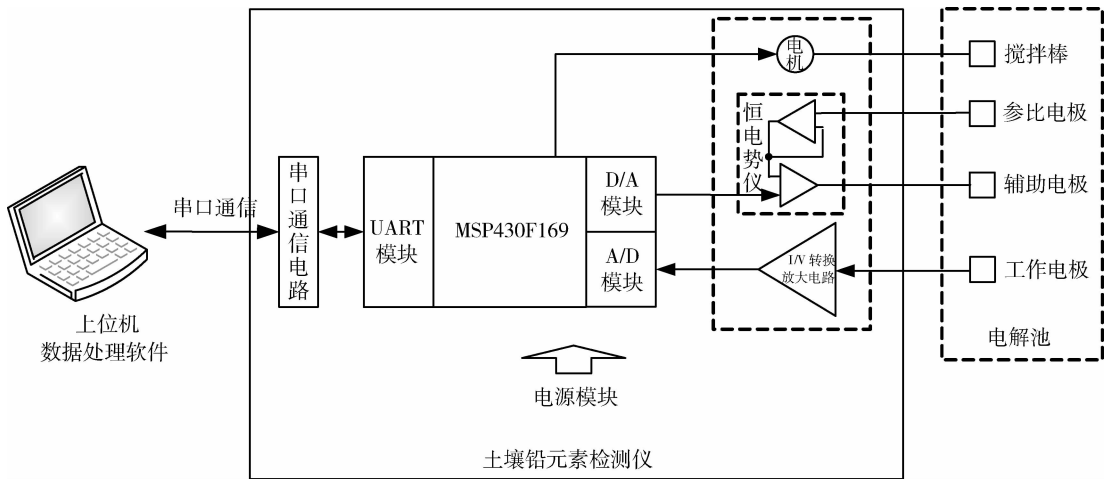 电机
搅拌棒
恒电势仪
参比电极
辅助电极
串口通信
串口通信电路
UART
模块
MSP430F169
D/A
模块
A/D
模块
I/V 转换
放大电路
工作电极
上位机
数据处理软件
电解池
电源模块
土壤铅元素检测仪